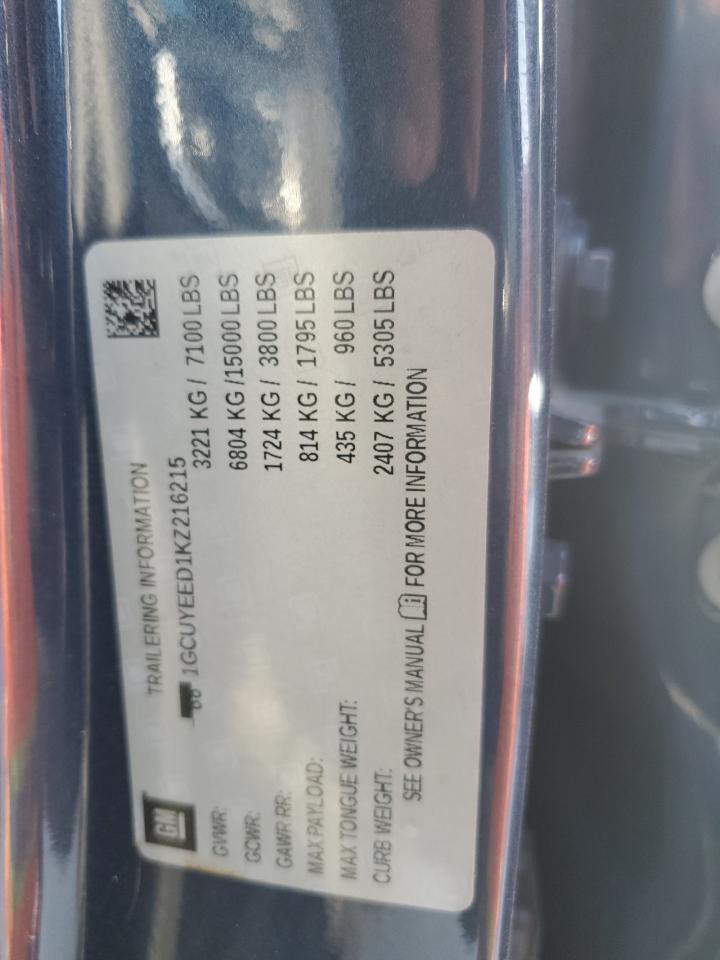 GM
TRAILERING INFORMATION
1GCUYEED1KZ216215
GVWR: 3221 KG / 7100 LBS
GCWR: 6804 KG /15000 LBS
GAWR RR: 1724 KG / 3800 LBS
MAX PAYLOAD: 814 KG / 1795 LBS
MAX TONGUE WEIGHT: 435 KG / 960 LBS
CURB WEIGHT: 2407 KG / 5305 LBS
SEE OWNER'S MANUAL FOR MORE INFORMATION